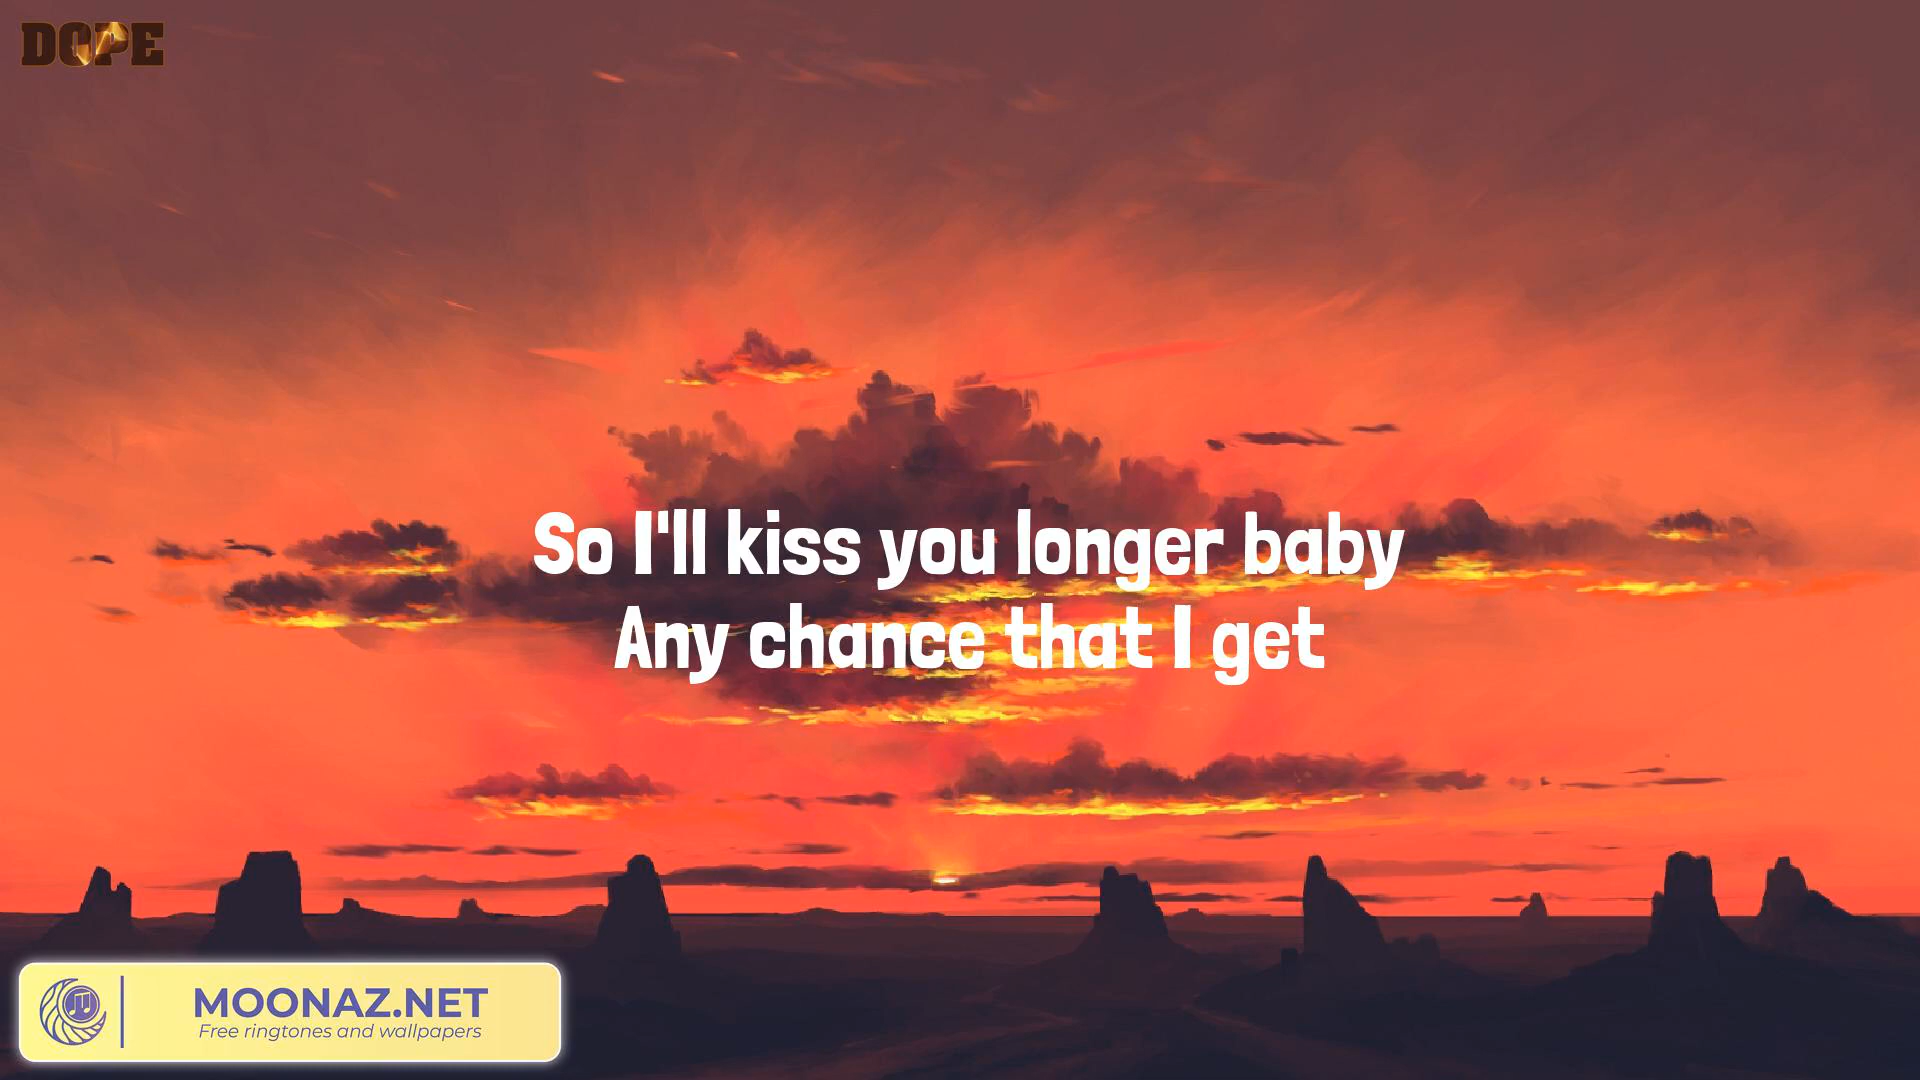 DOPE
So I'll kiss you longer baby
Any chance that I get
MOONAZ.NET
Free ringtones and wallpapers